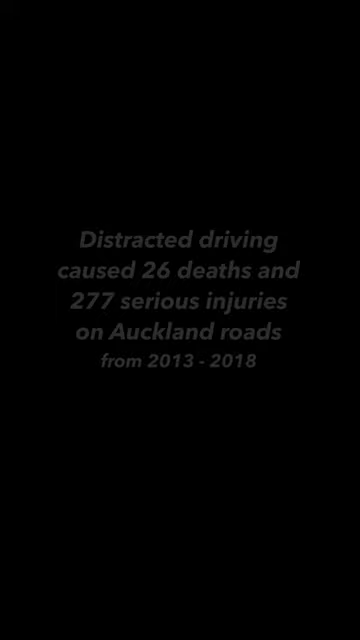 Distracted driving
caused 26 deaths and
277 serious injuries
on Auckland roads
from 2013 - 2018